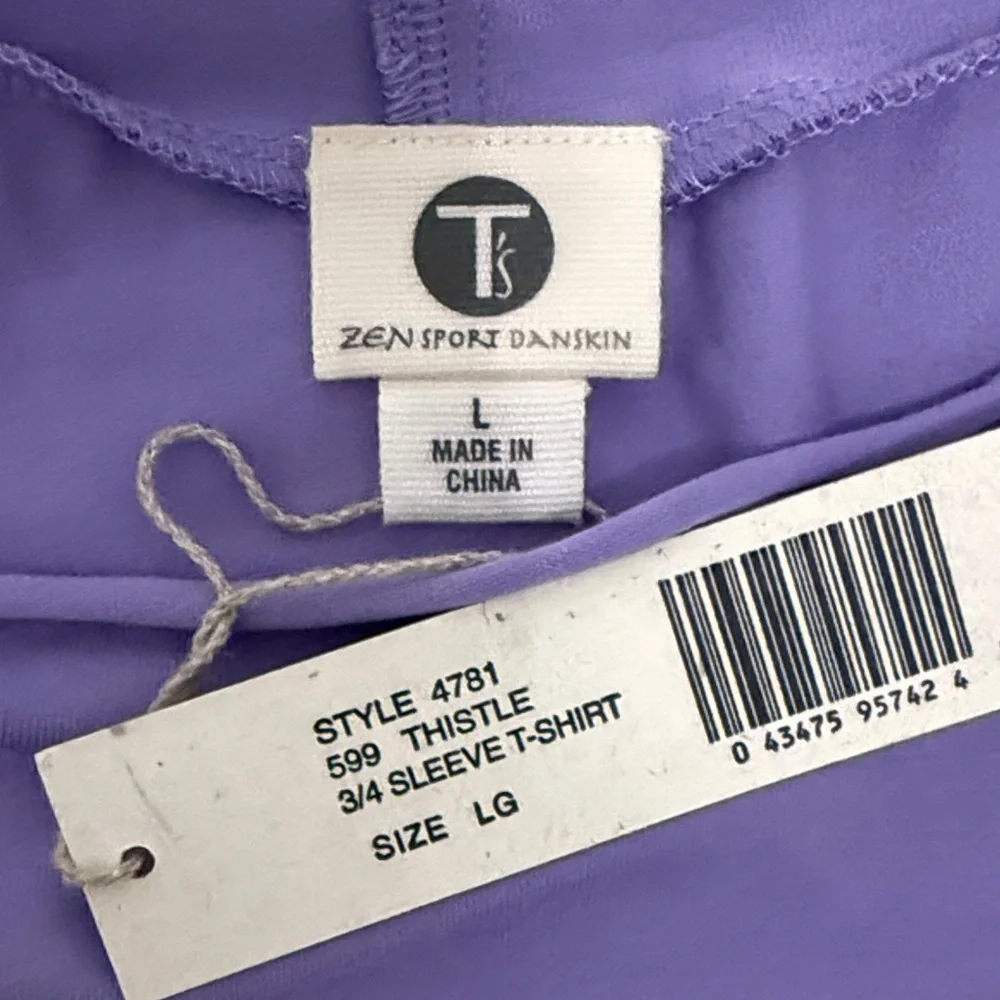 T's
ZEN SPORT DANSKIN
L
MADE IN
CHINA
STYLE 4781
599 THISTLE
3/4 SLEEVE T-SHIRT
SIZE LG
0 43475 95742 4